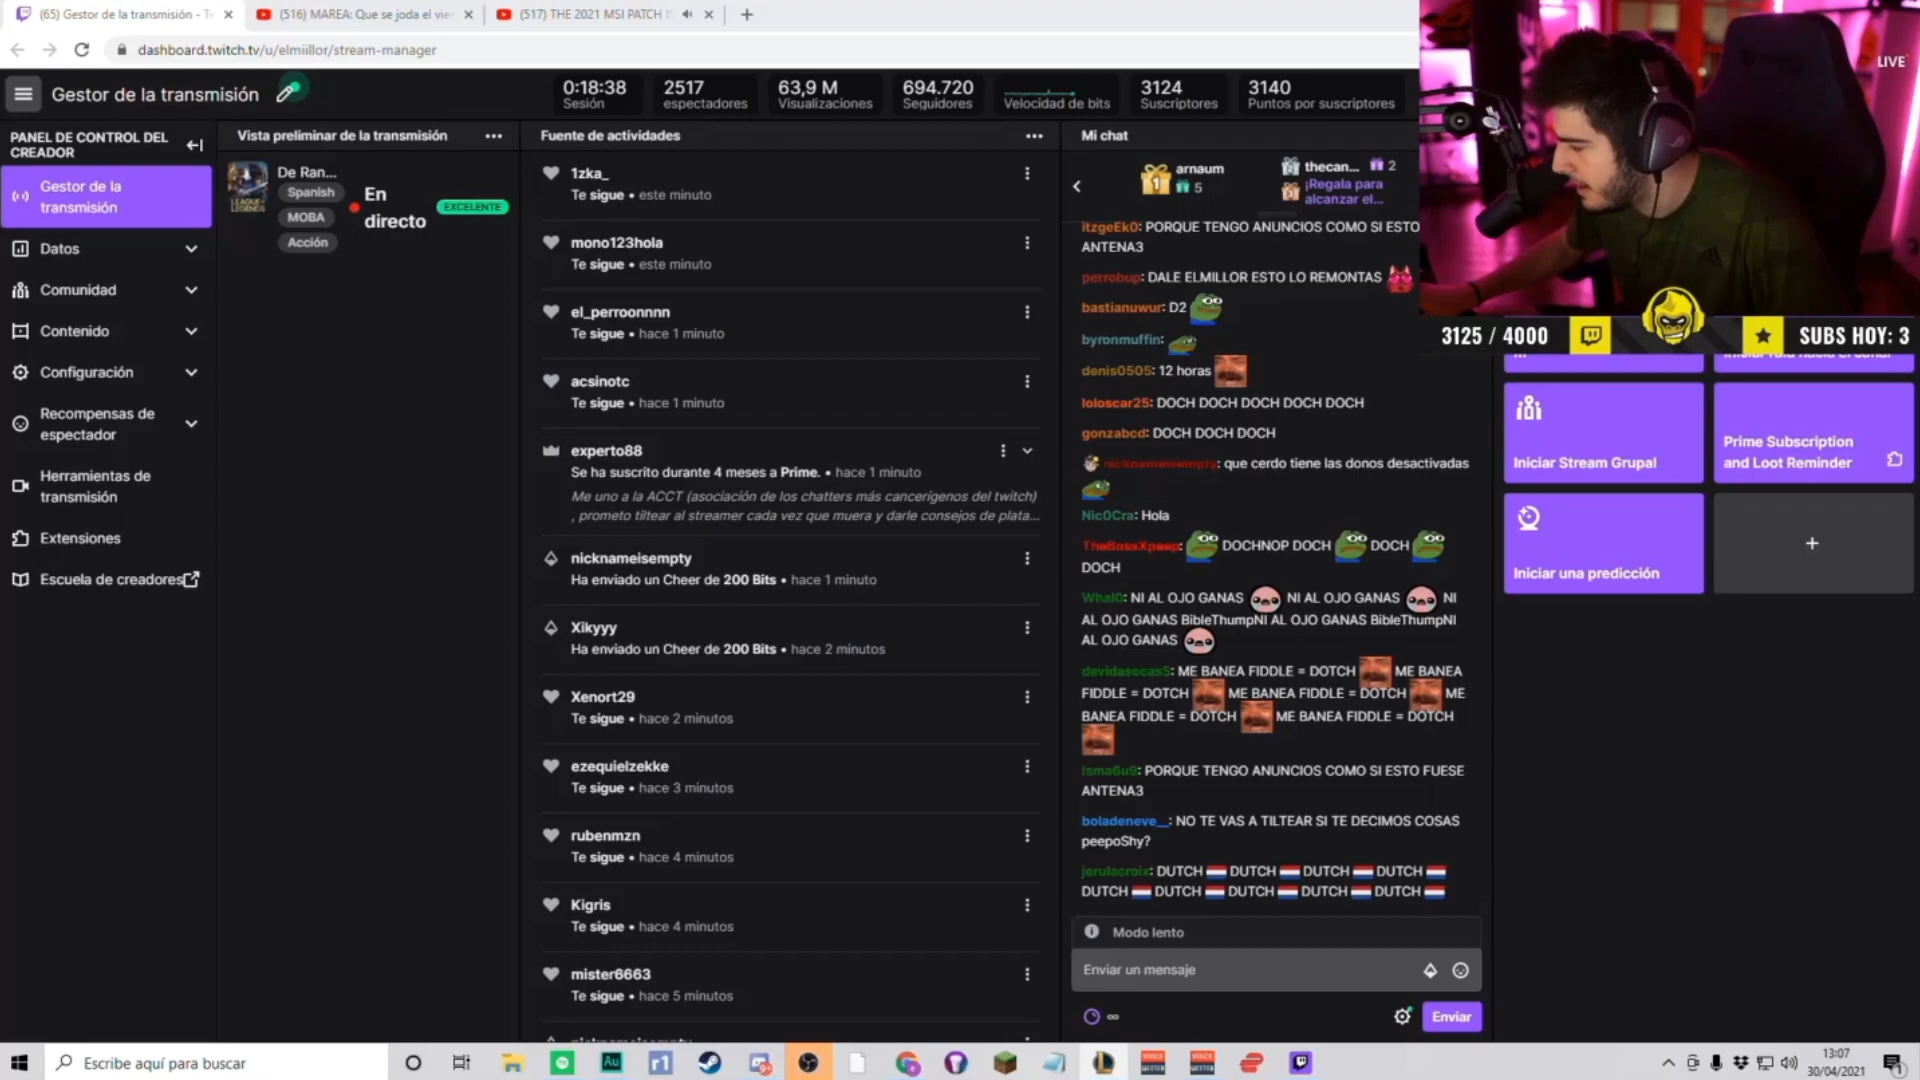 (65) Gestor de la transmisión - T
(516) MAREA: Que se joda el vie
(517) THE 2021 MSI PATCH
dashboard.twitch.tv/u/elmiillor/stream-manager
Gestor de la transmisión
0:18:38
Sesión
2517
espectadores
63,9 M
Visualizaciones
694.720
Seguidores
Velocidad de bits
3124
Suscriptores
3140
Puntos por suscriptores
PANEL DE CONTROL DEL
CREADOR
Gestor de la
transmisión
Datos
Comunidad
Contenido
Configuración
Recompensas de
espectador
Herramientas de
transmisión
Extensiones
Escuela de creadores
Vista preliminar de la transmisión
De Ran...
Spanish
MOBA
Acción
LEAGUE OF
LEGENDS
En
directo
EXCELENTE
Fuente de actividades
1zka_
Te sigue • este minuto
mono123hola
Te sigue • este minuto
el_perroonnnn
Te sigue • hace 1 minuto
acsinotc
Te sigue • hace 1 minuto
experto88
Se ha suscrito durante 4 meses a Prime. • hace 1 minuto
Me uno a la ACCT (asociación de los chatters más cancerígenos del twitch)
, prometo tiltear al streamer cada vez que muera y darle consejos de plata...
nicknameisempty
Ha enviado un Cheer de 200 Bits • hace 1 minuto
Xikyyy
Ha enviado un Cheer de 200 Bits • hace 2 minutos
Xenort29
Te sigue • hace 2 minutos
ezequielzekke
Te sigue • hace 3 minutos
rubenmzn
Te sigue • hace 4 minutos
Kigris
Te sigue • hace 4 minutos
mister6663
Te sigue • hace 5 minutos
Mi chat
1
arnaum
5
thecan... 2
¡Regala para
alcanzar el...
itzgeEk0: PORQUE TENGO ANUNCIOS COMO SI ESTO
ANTENA3
perrobup: DALE ELMILLOR ESTO LO REMONTAS
bastianuwur: D2
byronmuffin:
denis0505: 12 horas
loloscar25: DOCH DOCH DOCH DOCH DOCH
gonzabcd: DOCH DOCH DOCH
nicknameisempty: que cerdo tiene las donos desactivadas
Nic0Cra: Hola
TheBossXpeep: DOCHNOP DOCH DOCH
DOCH
Whal0: NI AL OJO GANAS NI AL OJO GANAS NI
AL OJO GANAS BibleThumpNI AL OJO GANAS BibleThumpNI
AL OJO GANAS
davidasecas5: ME BANEA FIDDLE = DOTCH ME BANEA
FIDDLE = DOTCH ME BANEA FIDDLE = DOTCH ME
BANEA FIDDLE = DOTCH ME BANEA FIDDLE = DOTCH
Isma6u9: PORQUE TENGO ANUNCIOS COMO SI ESTO FUESE
ANTENA3
boladeneve__: NO TE VAS A TILTEAR SI TE DECIMOS COSAS
peepoShy?
jerulacroix: DUTCH DUTCH DUTCH DUTCH
DUTCH DUTCH DUTCH DUTCH
Modo lento
Enviar un mensaje
Enviar
LIVE
3125 / 4000
SUBS HOY: 3
Iniciar Stream Grupal
Prime Subscription
and Loot Reminder
Iniciar una predicción
Escribe aquí para buscar
Au
r1
13:07
30/04/2021
1